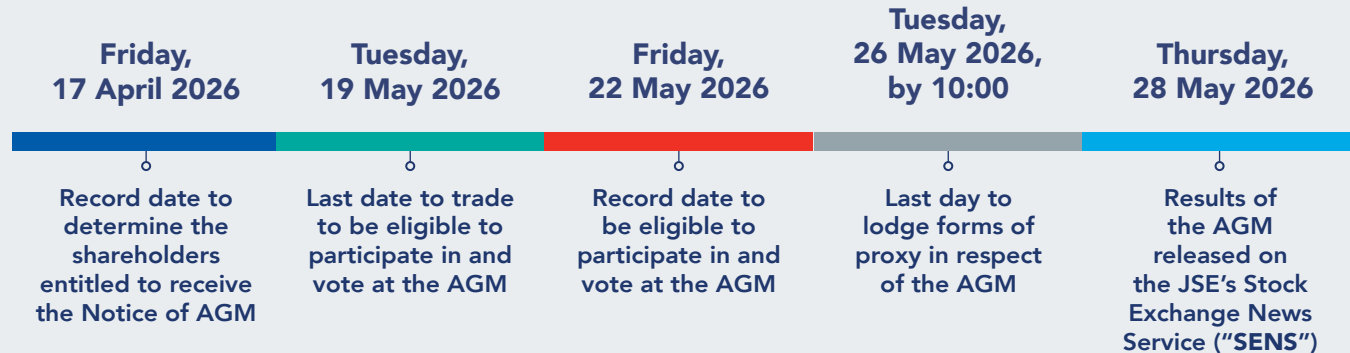 Friday,
17 April 2026
Record date to
determine the
shareholders
entitled to receive
the Notice of AGM
Tuesday,
19 May 2026
Last date to trade
to be eligible to
participate in and
vote at the AGM
Friday,
22 May 2026
Record date to
be eligible to
participate in and
vote at the AGM
Tuesday,
26 May 2026,
by 10:00
Last day to
lodge forms of
proxy in respect
of the AGM
Thursday,
28 May 2026
Results of
the AGM
released on
the JSE’s Stock
Exchange News
Service (“SENS”)